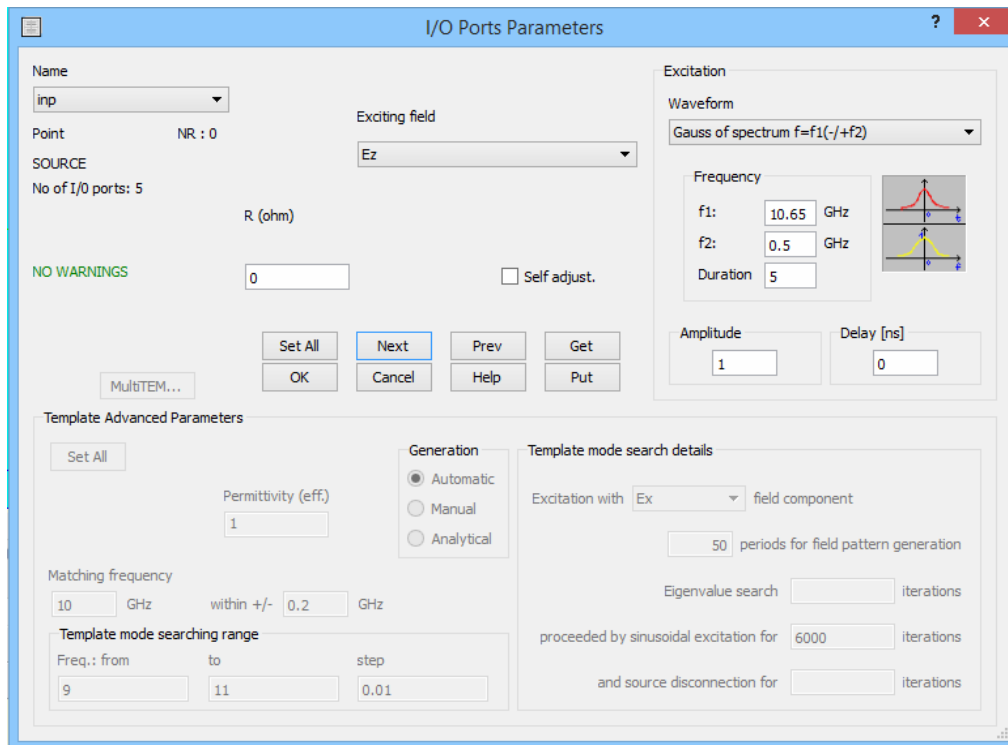 I/O Ports Parameters
?
Name
inp
Point NR : 0
SOURCE
No of I/0 ports: 5
Exciting field
Ez
R (ohm)
NO WARNINGS
0
Self adjust.
Set All Next Prev Get
OK Cancel Help Put
MultiTEM...
Excitation
Waveform
Gauss of spectrum f=f1(-/+f2)
Frequency
f1: 10.65 GHz
f2: 0.5 GHz
Duration 5
Amplitude
1
Delay [ns]
0
Template Advanced Parameters
Set All
Permittivity (eff.)
1
Generation
Automatic
Manual
Analytical
Matching frequency
10 GHz within +/- 0.2 GHz
Template mode searching range
Freq.: from to step
9 11 0.01
Template mode search details
Excitation with Ex field component
50 periods for field pattern generation
Eigenvalue search iterations
proceeded by sinusoidal excitation for 6000 iterations
and source disconnection for iterations